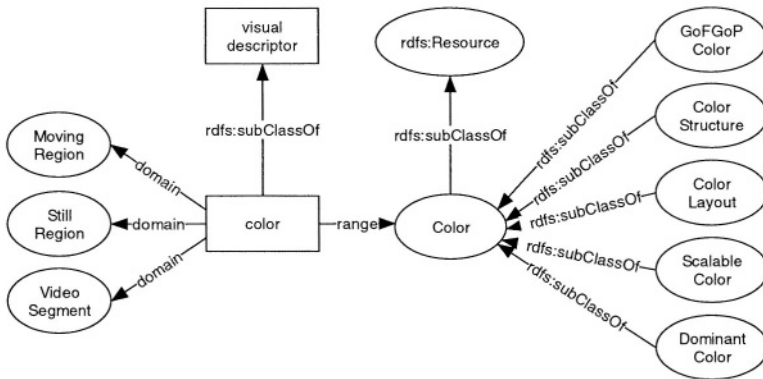 visual
descriptor
rdfs:Resource
GoFGoP
Color
rdfs:subClassOf
rdfs:subClassOf
rdfs:subClassOf
Color
Structure
rdfs:subClassOf
Moving
Region
domain
Still
Region
domain
color
range
Color
rdfs:subClassOf
Color
Layout
domain
Video
Segment
rdfs:subClassOf
Scalable
Color
rdfs:subClassOf
Dominant
Color